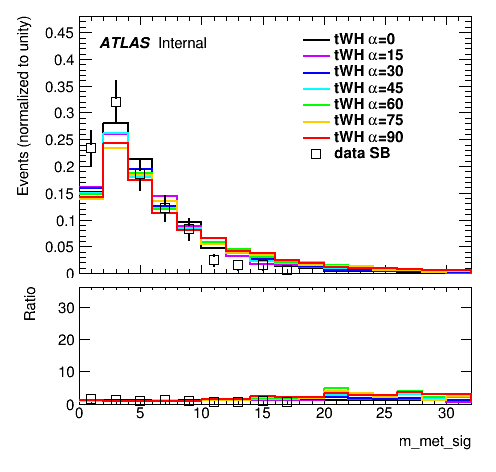 Events (normalized to unity)
0.45
0.4
0.35
0.3
0.25
0.2
0.15
0.1
0.05
0
ATLAS Internal
tWH α=0
tWH α=15
tWH α=30
tWH α=45
tWH α=60
tWH α=75
tWH α=90
data SB
Ratio
30
20
10
0
0 5 10 15 20 25 30
m_met_sig